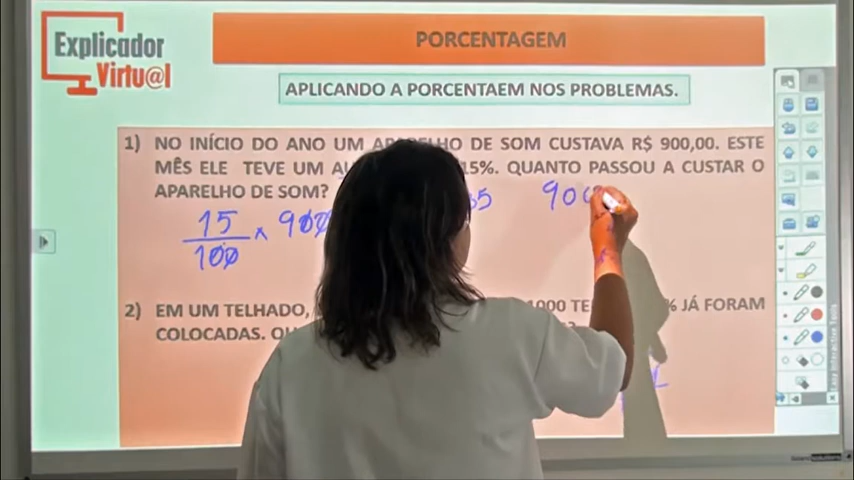 Explicador
Virtu@l
PORCENTAGEM
APLICANDO A PORCENTAEM NOS PROBLEMAS.
1) NO INÍCIO DO ANO UM APARELHO DE SOM CUSTAVA R$ 900,00. ESTE
MÊS ELE TEVE UM 15%. QUANTO PASSOU A CUSTAR O
APARELHO DE SOM?
15
100
x 900
2) EM UM TELHADO, 1000 % JÁ FORAM
COLOCADAS.